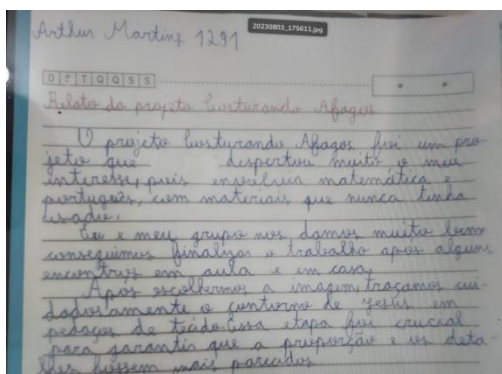 Arthur Martins 1291
20230803_175611.jpg
D S T Q Q S S
Relato do projeto Costurando Afagos
O projeto Costurando Afagos foi um pro-
jeto que despertou muito o meu
interesse, pois envolvia matemática e
português, com materiais que nunca tinha
usado.
Eu e meu grupo nos damos muito bem
conseguimos finalizar o trabalho após alguns
encontros em aula e em casa.
Após escolhermos a imagem, traçamos cui-
dadosamente o contorno de Jesus em
pedaços de tecido. Essa etapa foi crucial
para garantir que a proporção e os deta-
lhes fossem mais parecidos